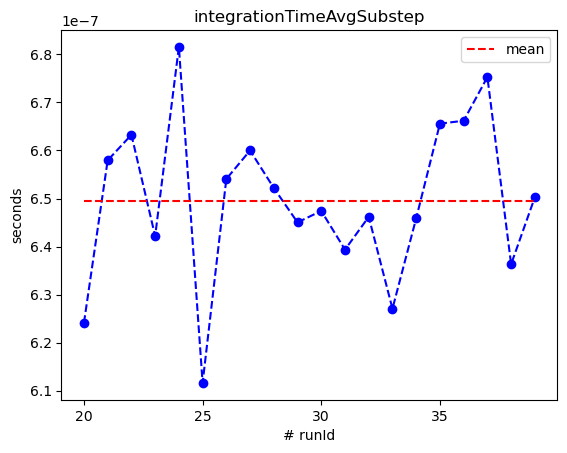 integrationTimeAvgSubstep
1e−7
mean
6.8
6.7
6.6
6.5
6.4
6.3
6.2
6.1
seconds
20 25 30 35
# runId